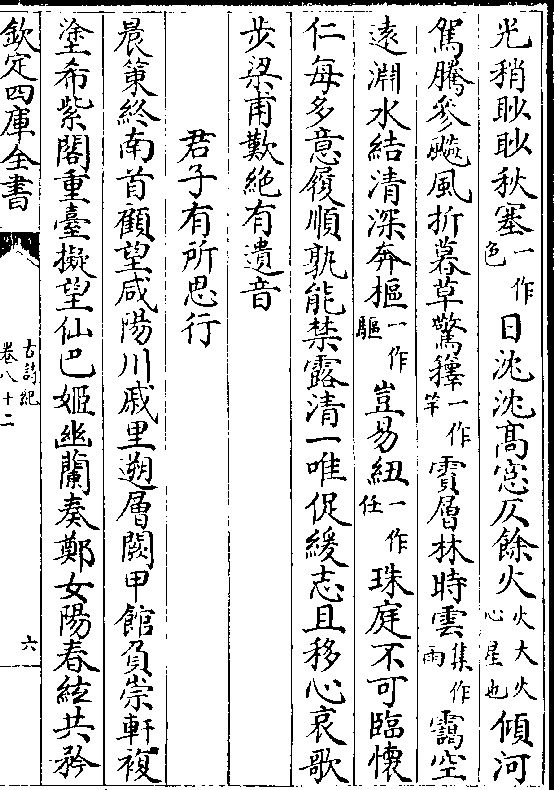 光稍耿耿秋塞一作色日沈沈髙窓仄餘火火大火心星也傾河
駕騰參飈風折暮草驚籜一作竿霣層林時雲集作雨靄空
遠淵水結清深奔樞一作驅豈易紐一作仕珠庭不可臨懐
仁每多意履順孰能禁露清一唯促緩志且移心哀歌
步梁甫歎絶有遺音
君子有所思行
晨策終南首顧望咸陽川戚里遡層闕甲館負崇軒複
塗希紫閣重臺擬望仙巴姬幽蘭奏鄭女陽春絃共矜
欽定四庫全書
古詩紀
卷八十二
六